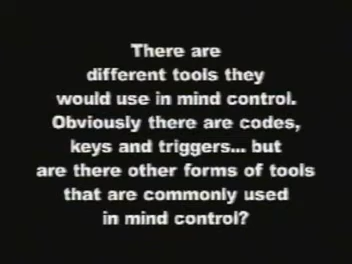 There are
different tools they
would use in mind control.
Obviously there are codes,
keys and triggers... but
are there other forms of tools
that are commonly used
in mind control?